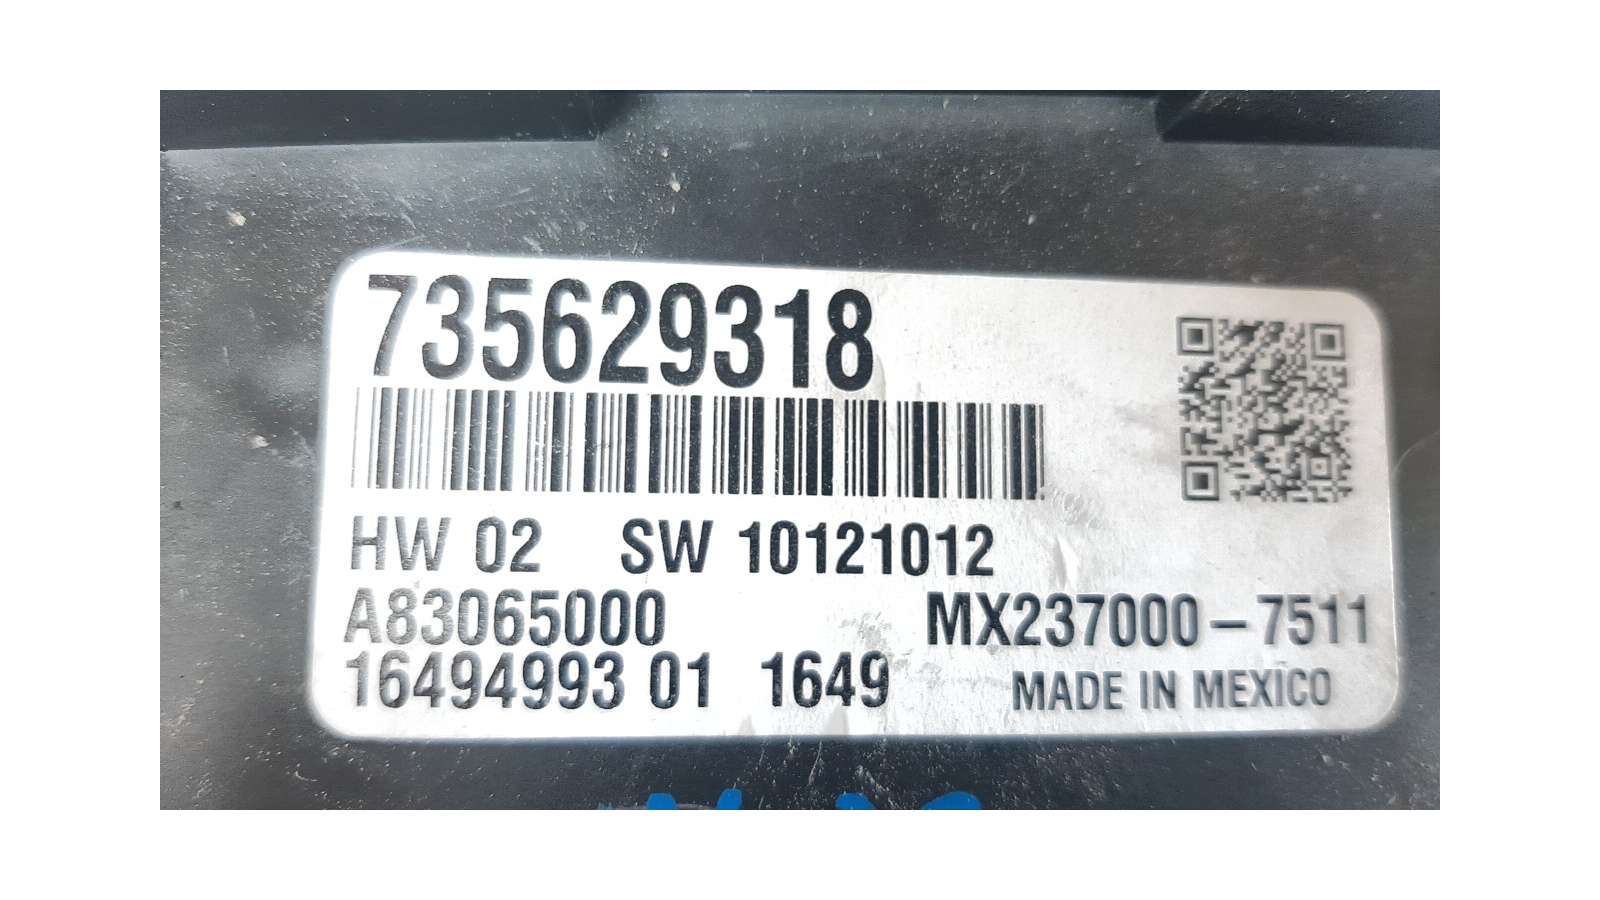 735629318
HW 02 SW 10121012
A83065000 MX237000-7511
16494993 01 1649 MADE IN MEXICO